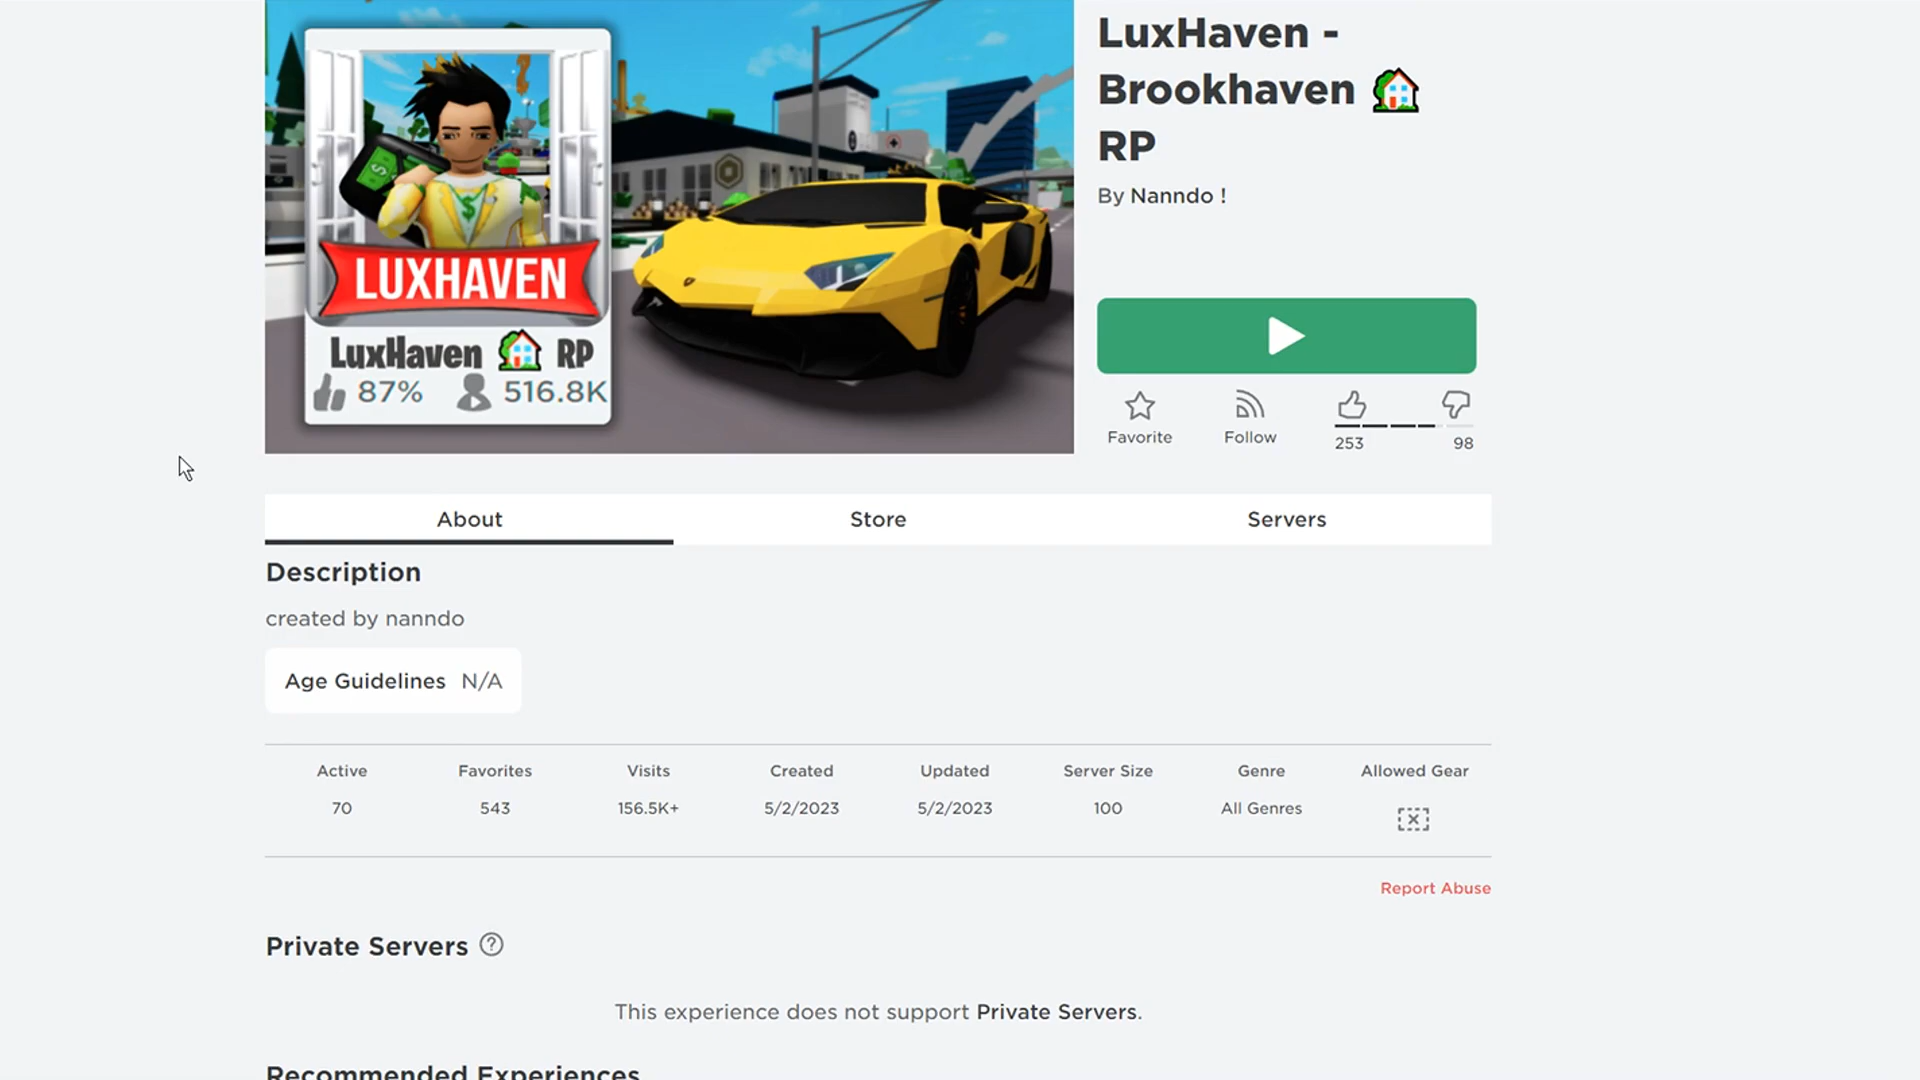 LUXHAVEN
LuxHaven RP
87% 516.8K
LuxHaven -
Brookhaven
RP
By Nanndo !
Favorite Follow
253 98
About Store Servers
Description
created by nanndo
Age Guidelines N/A
Active Favorites Visits Created Updated Server Size Genre Allowed Gear
70 543 156.5K+ 5/2/2023 5/2/2023 100 All Genres
Report Abuse
Private Servers ?
This experience does not support Private Servers.
Recommended Experiences